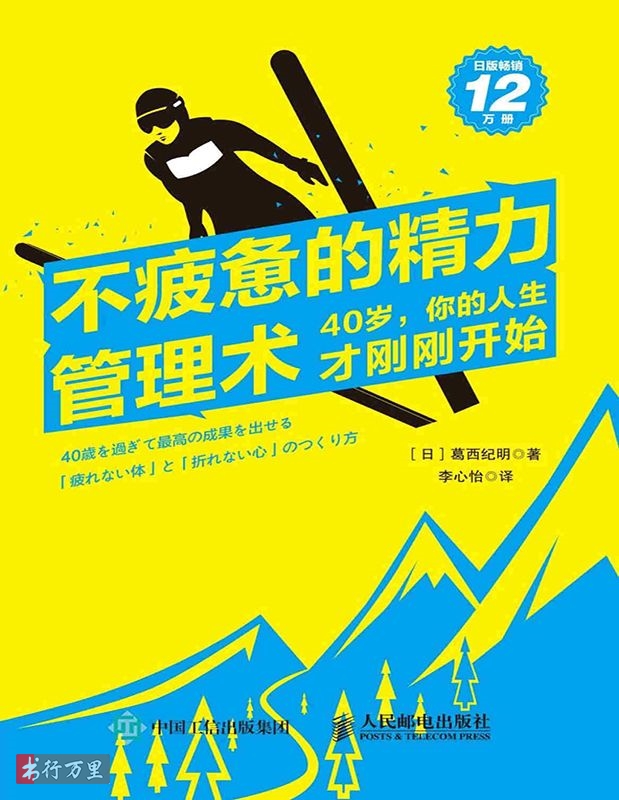 日版畅销
12
万册
不疲惫的精力
管理术
40岁，你的人生
才刚刚开始
40歳を過ぎて最高の成果を出せる
「疲れない体」と「折れない心」のつくり方
［日］葛西纪明◎著
李心怡◎译
中国工信出版集团
人民邮电出版社
POSTS & TELECOM PRESS
书行万里